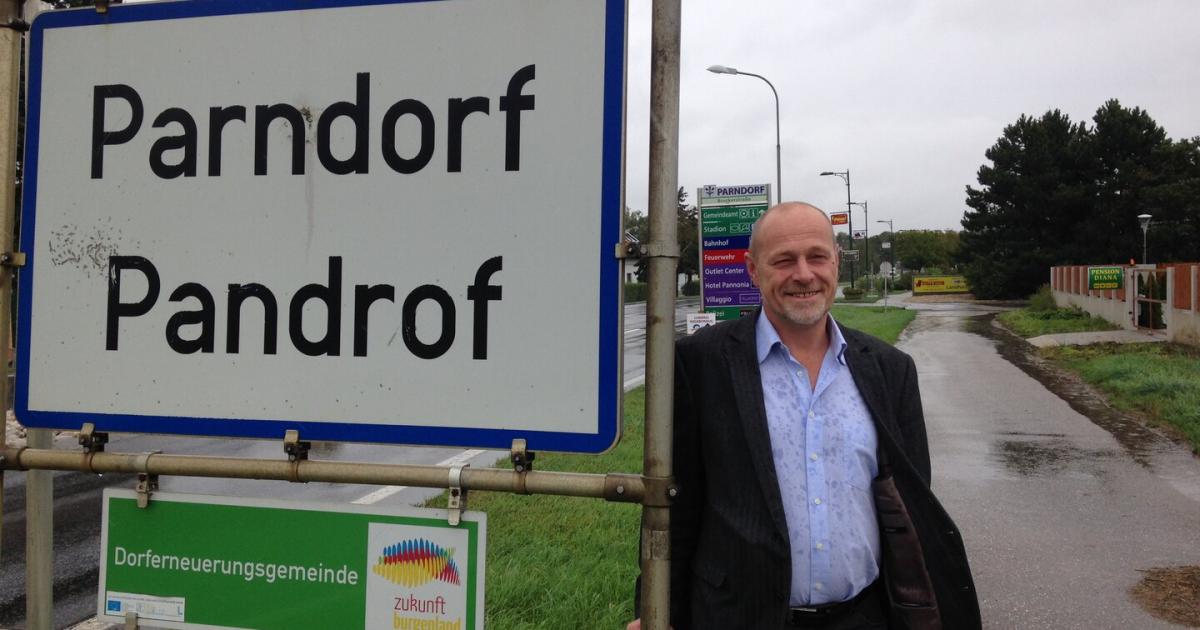 Parndorf
Pandrof
Dorferneuerungsgemeinde
zukunft
burgenland
PARNDORF
Gemeindeamt
Stadion
Bahnhof
Feuerwehr
Outlet Center
Hotel Pannonia
Villaggio
PENSION
DIANA